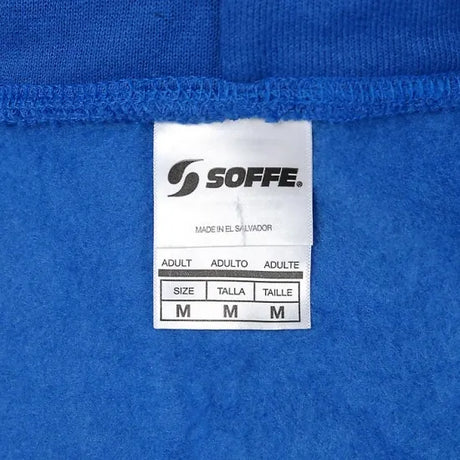 SOFFE®
MADE IN EL SALVADOR
ADULT ADULTO ADULTE
SIZE TALLA TAILLE
M M M